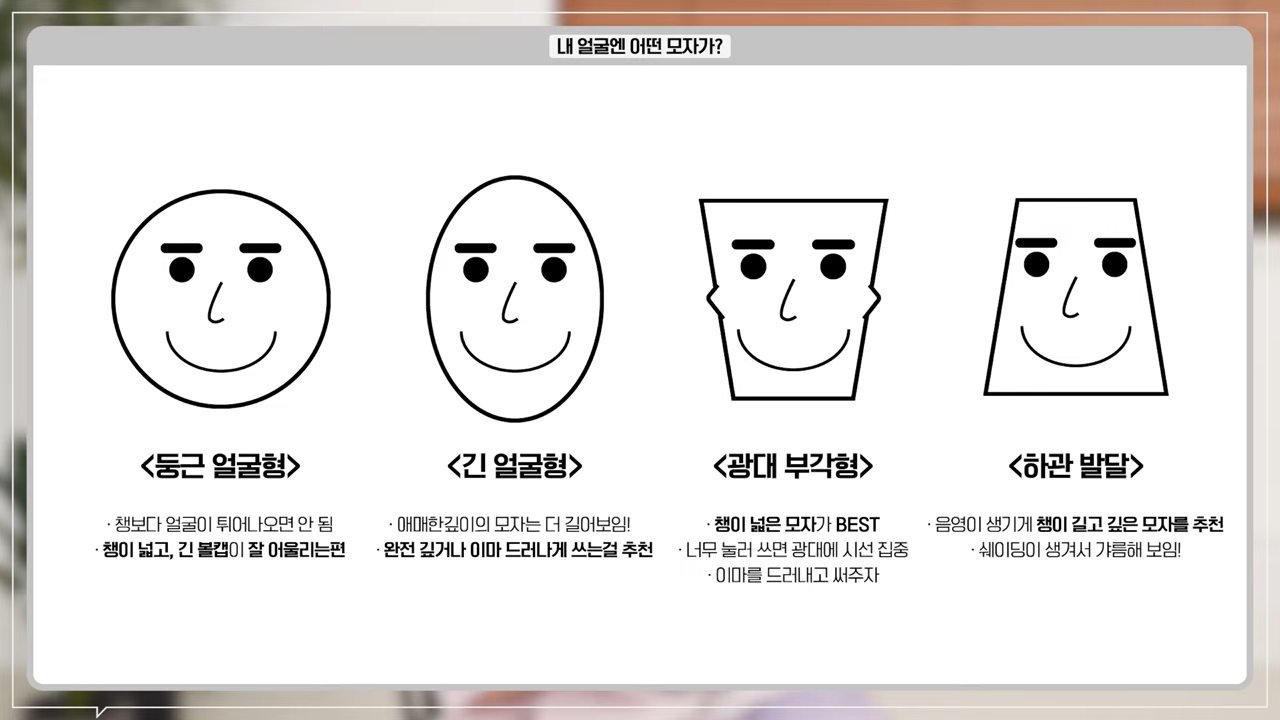 내 얼굴엔 어떤 모자가?
<둥근 얼굴형>
· 챙보다 얼굴이 튀어나오면 안 됨
· 챙이 넓고, 긴 볼캡이 잘 어울리는편
<긴 얼굴형>
· 애매한깊이의 모자는 더 길어보임!
· 완전 깊거나 이마 드러나게 쓰는걸 추천
<광대 부각형>
· 챙이 넓은 모자가 BEST
· 너무 눌러 쓰면 광대에 시선 집중
· 이마를 드러내고 써주자
<하관 발달>
· 음영이 생기게 챙이 길고 깊은 모자를 추천
· 쉐이딩이 생겨서 갸름해 보임!